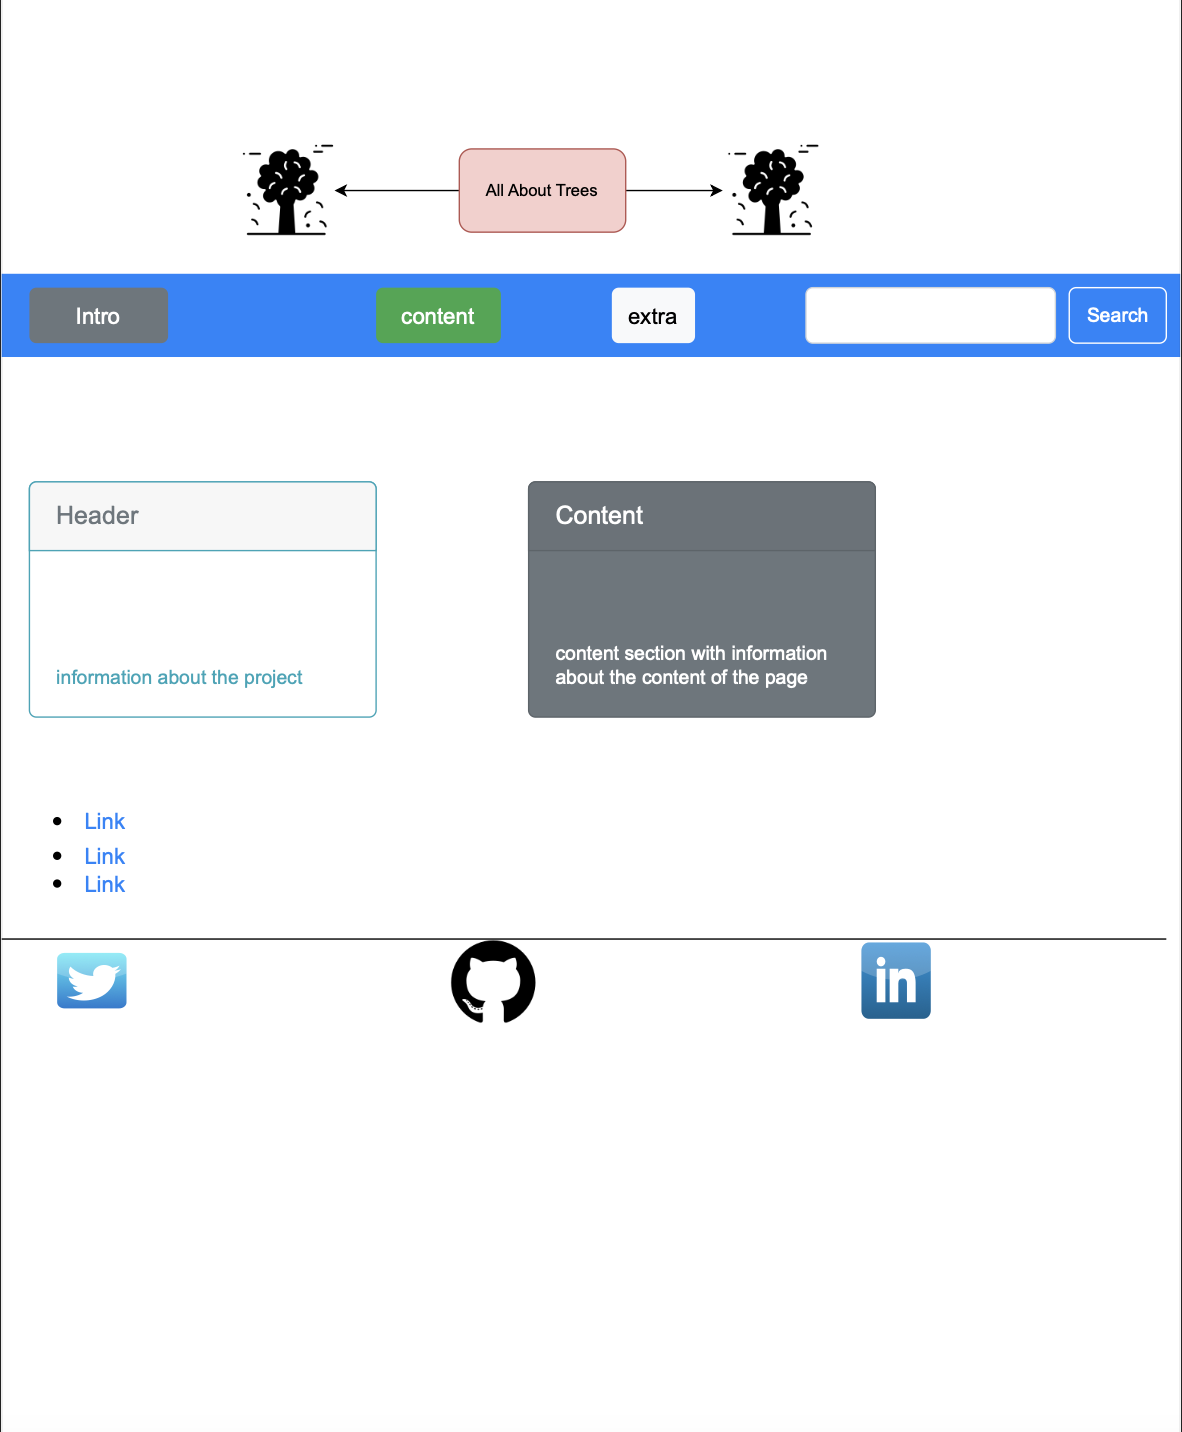 All About Trees
Intro
content
extra
Search
Header
information about the project
Content
content section with information
about the content of the page
Link
Link
Link
in